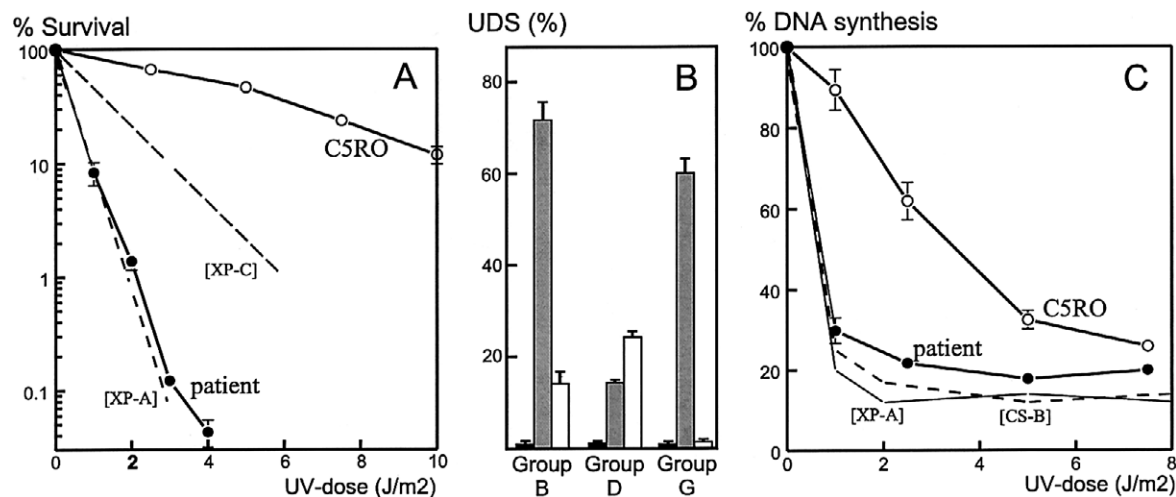 % Survival
A
100
10
1
0.1
C5RO
[XP-C]
[XP-A]
patient
0
2
4
6
8
10
UV-dose (J/m2)
UDS (%)
B
80
60
40
20
Group
B
Group
D
Group
G
% DNA synthesis
C
100
80
60
40
20
0
C5RO
patient
[XP-A]
[CS-B]
0
2
4
6
8
UV-dose (J/m2)